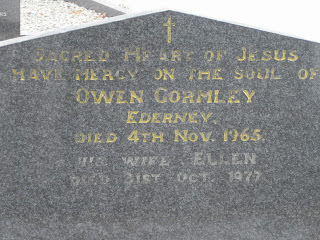 SACRED HEART OF JESUS
HAVE MERCY ON THE SOUL OF
OWEN GORMLEY
EDERNEY.
DIED 4TH NOV. 1965.
HIS WIFE ELLEN
DIED 21ST OCT. 1977